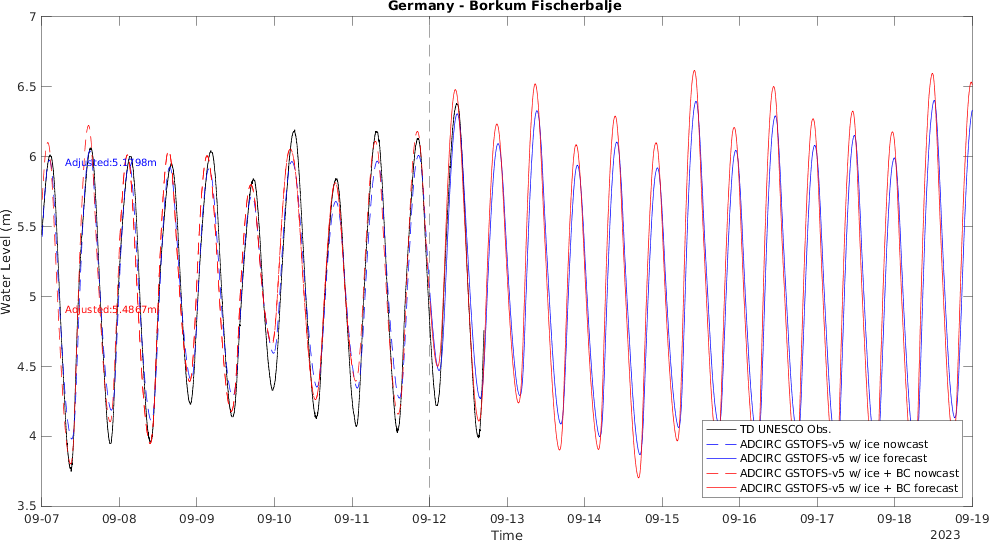 Germany - Borkum Fischerbalje
Water Level (m)
7
6.5
6
5.5
5
4.5
4
3.5
Adjusted:5.1798m
Adjusted:5.4867m
TD UNESCO Obs.
ADCIRC GSTOFS-v5 w/ ice nowcast
ADCIRC GSTOFS-v5 w/ ice forecast
ADCIRC GSTOFS-v5 w/ ice + BC nowcast
ADCIRC GSTOFS-v5 w/ ice + BC forecast
09-07 09-08 09-09 09-10 09-11 09-12 09-13 09-14 09-15 09-16 09-17 09-18 09-19
Time
2023